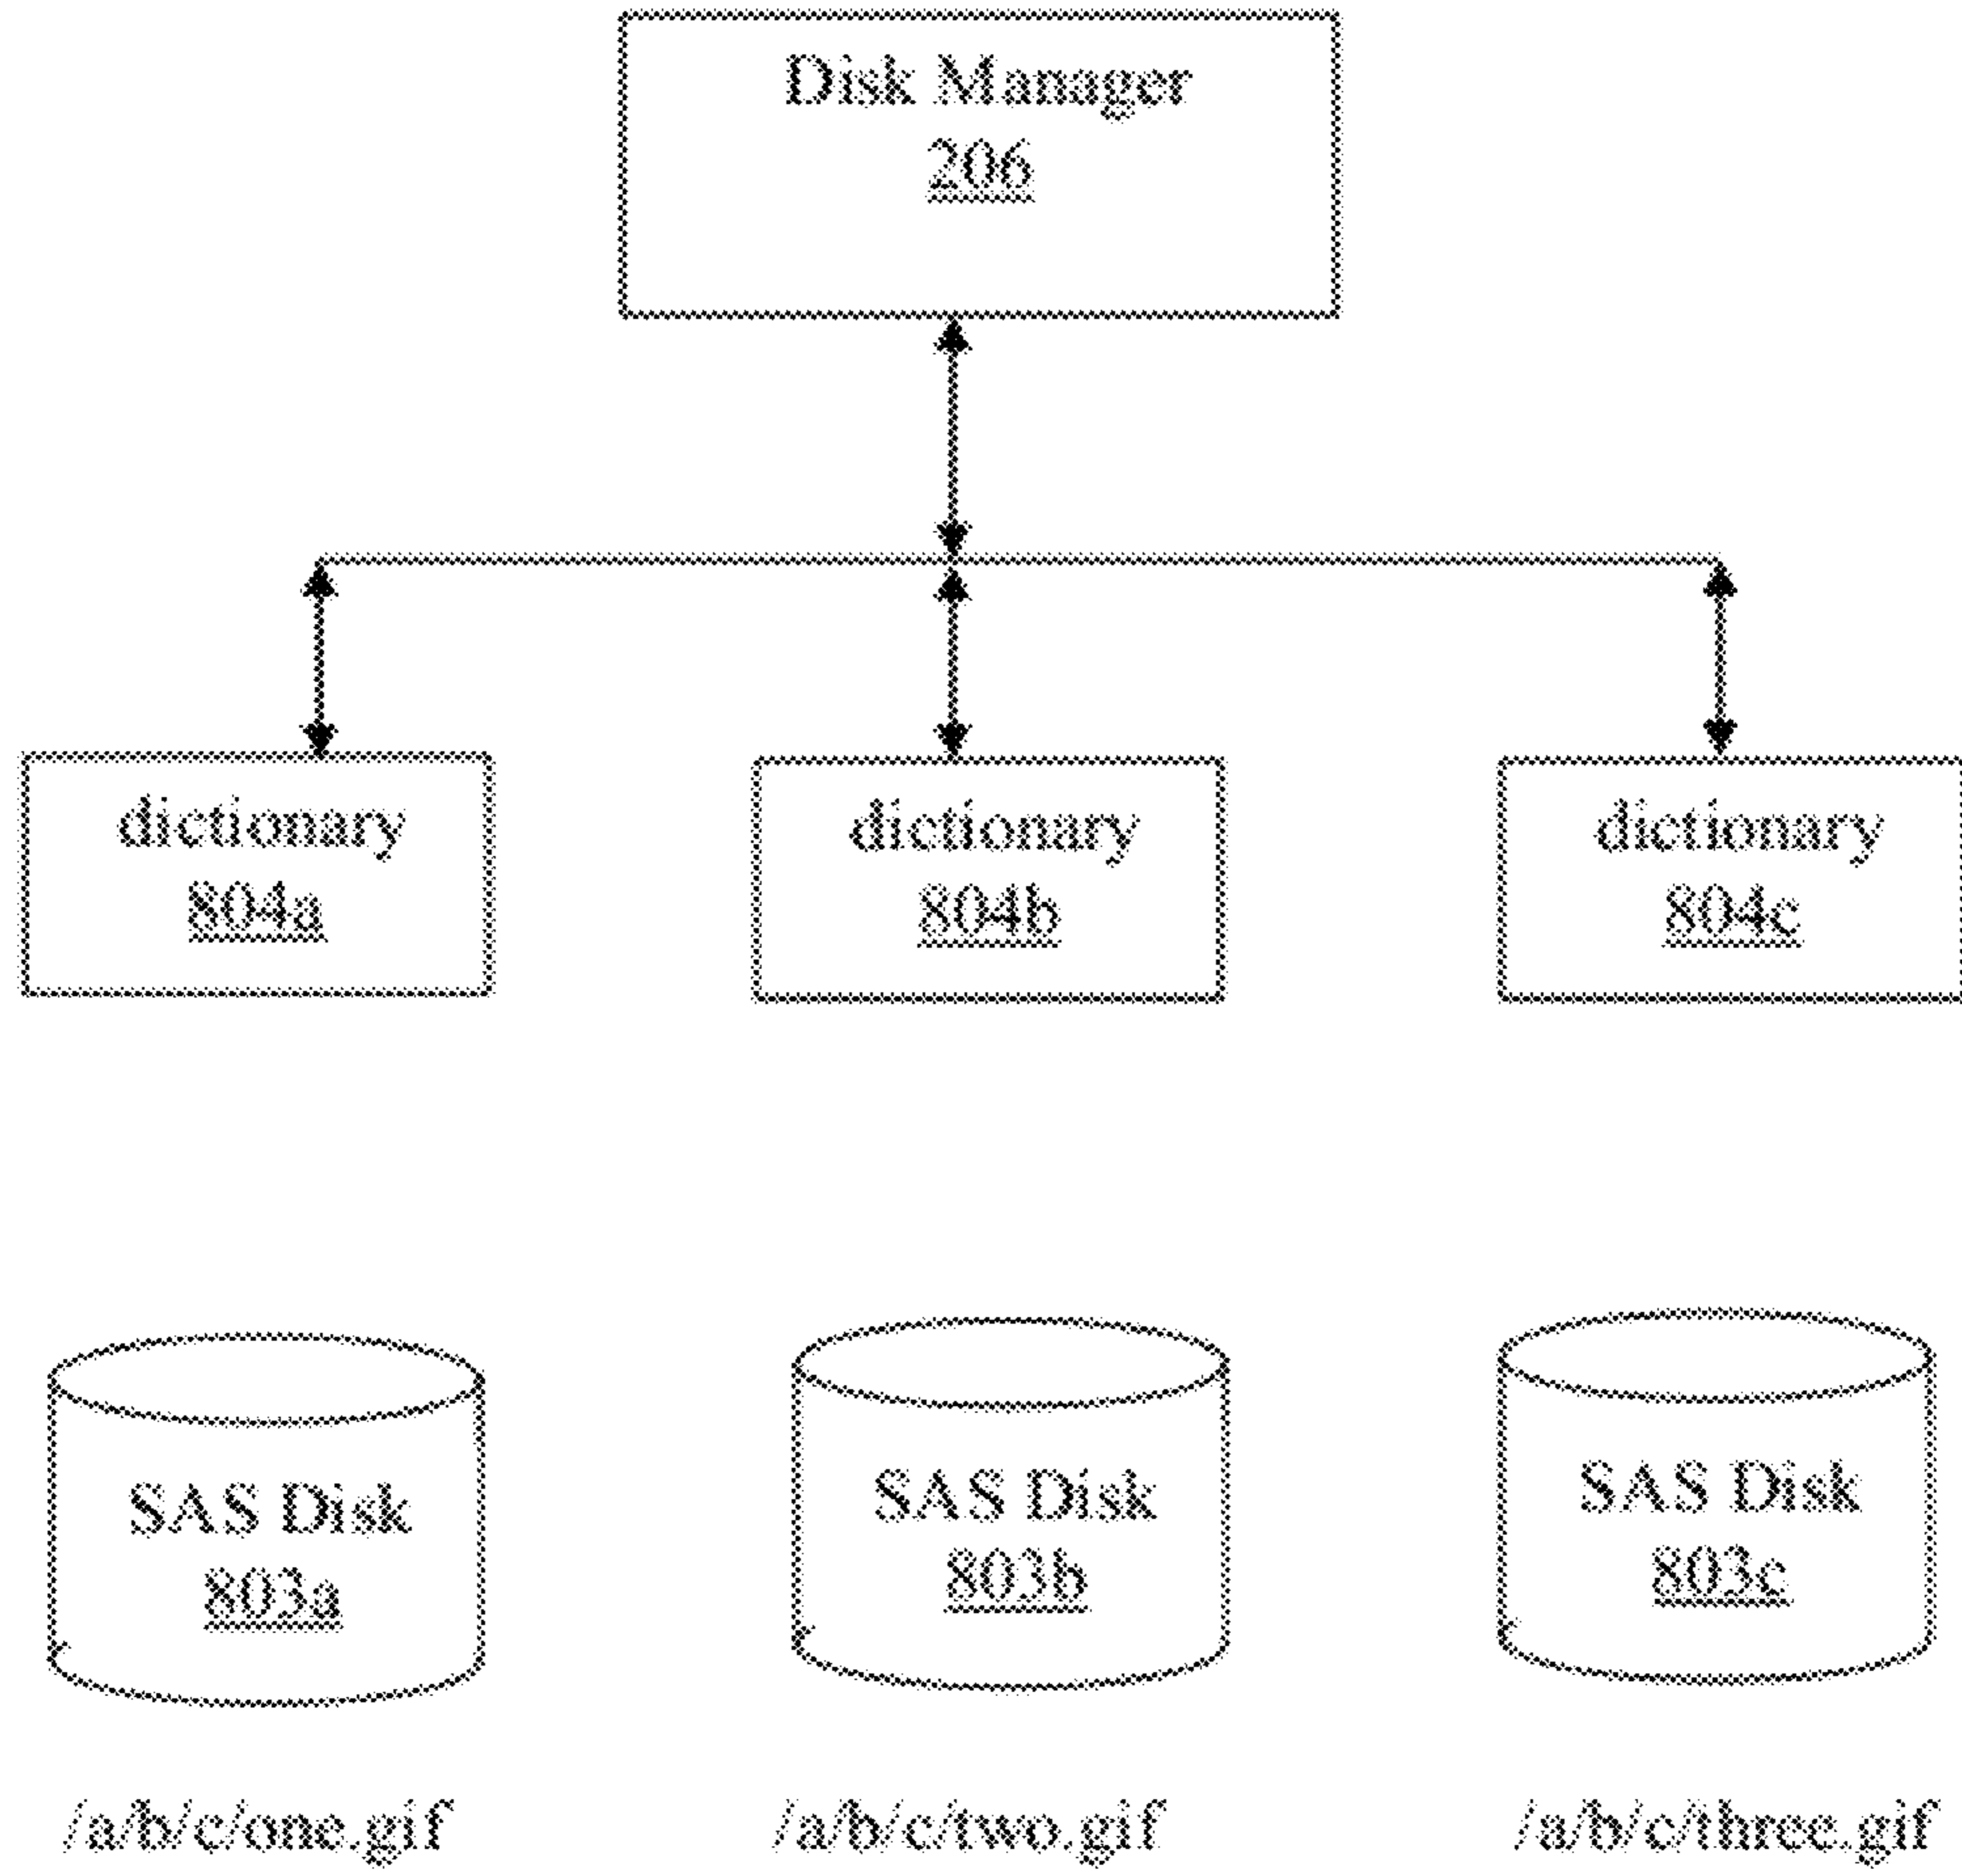 Disk Manager
206
dictionary
804a
dictionary
804b
dictionary
804c
SAS Disk
803a
SAS Disk
803b
SAS Disk
803c
/a/b/c/one.gif
/a/b/c/two.gif
/a/b/c/three.gif